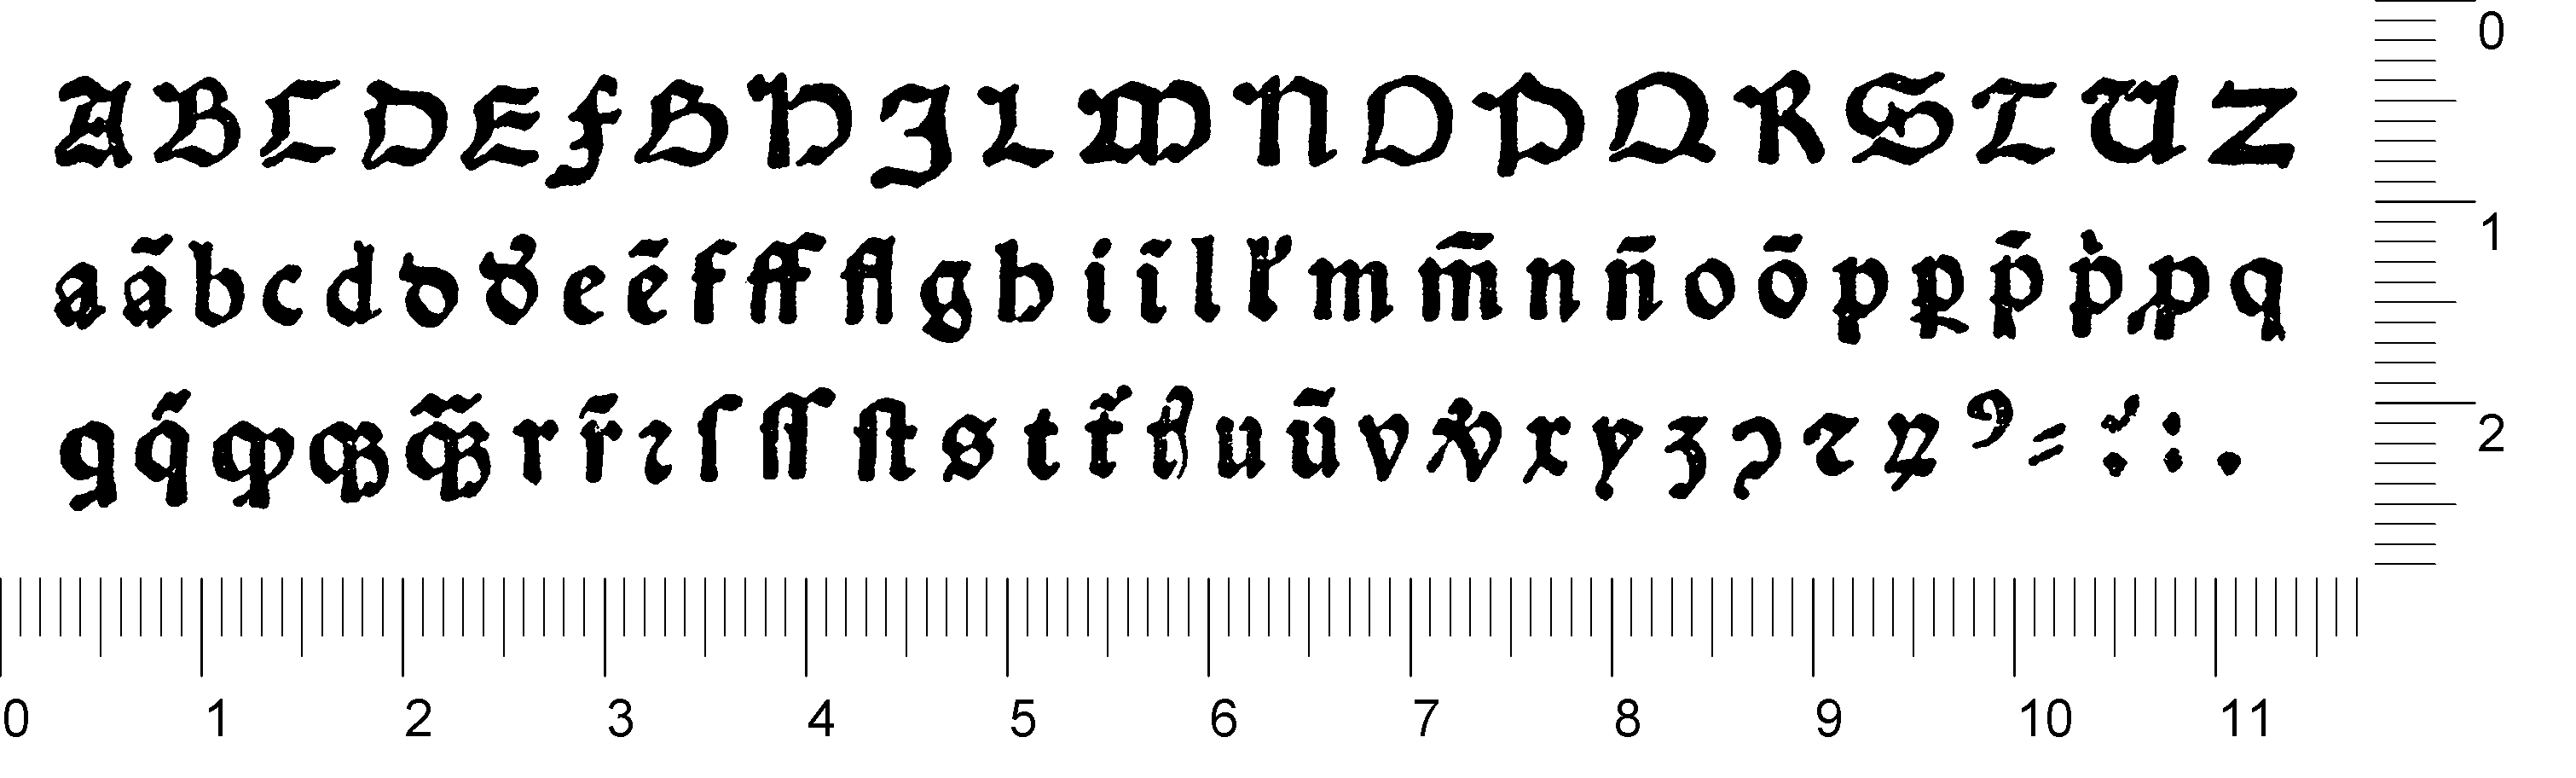 A B C D E F G H I L M N O P Q R S T U Z
a ã b c d d d̃ e ẽ f ff fl g h i ĩ l l̃ m m̃ n ñ o õ p ꝑ p̄ ṗ ꝓ q
q q̃ r r̃ ꝛ ſ ſſ ſt s t t̃ u ũ v x y z : .
0 1 2
0 1 2 3 4 5 6 7 8 9 10 11